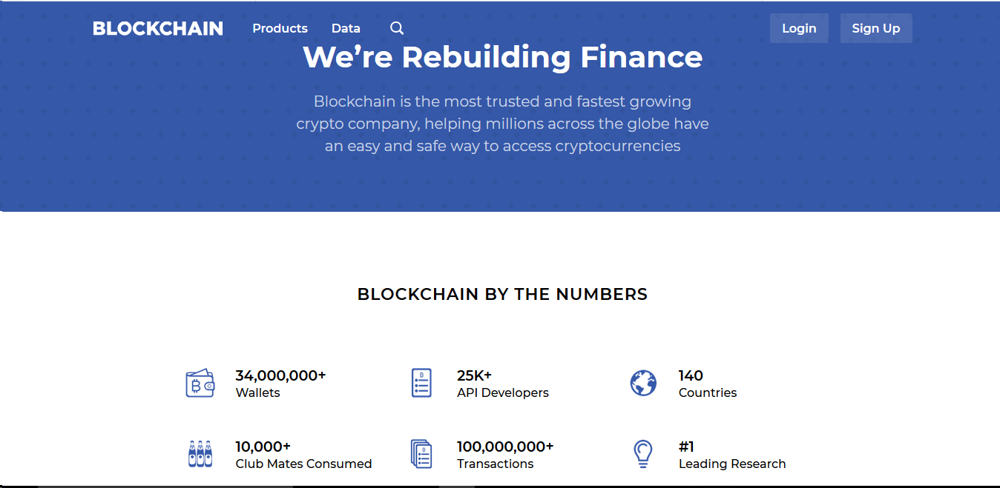 BLOCKCHAIN Products Data Login Sign Up
We’re Rebuilding Finance
Blockchain is the most trusted and fastest growing
crypto company, helping millions across the globe have
an easy and safe way to access cryptocurrencies
BLOCKCHAIN BY THE NUMBERS
34,000,000+
Wallets
25K+
API Developers
140
Countries
10,000+
Club Mates Consumed
100,000,000+
Transactions
#1
Leading Research